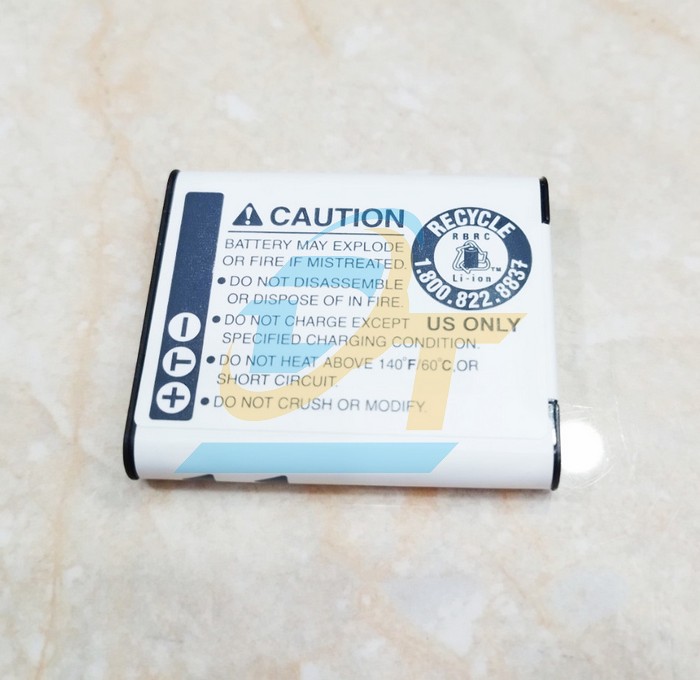 ⚠ CAUTION
BATTERY MAY EXPLODE
OR FIRE IF MISTREATED.
• DO NOT DISASSEMBLE
OR DISPOSE OF IN FIRE.
• DO NOT CHARGE EXCEPT
SPECIFIED CHARGING CONDITION.
• DO NOT HEAT ABOVE 140°F/60°C,OR
SHORT CIRCUIT.
• DO NOT CRUSH OR MODIFY.
RECYCLE
RBRC
Li-ion
TM
1.800.822.8837
US ONLY
− T +
DT